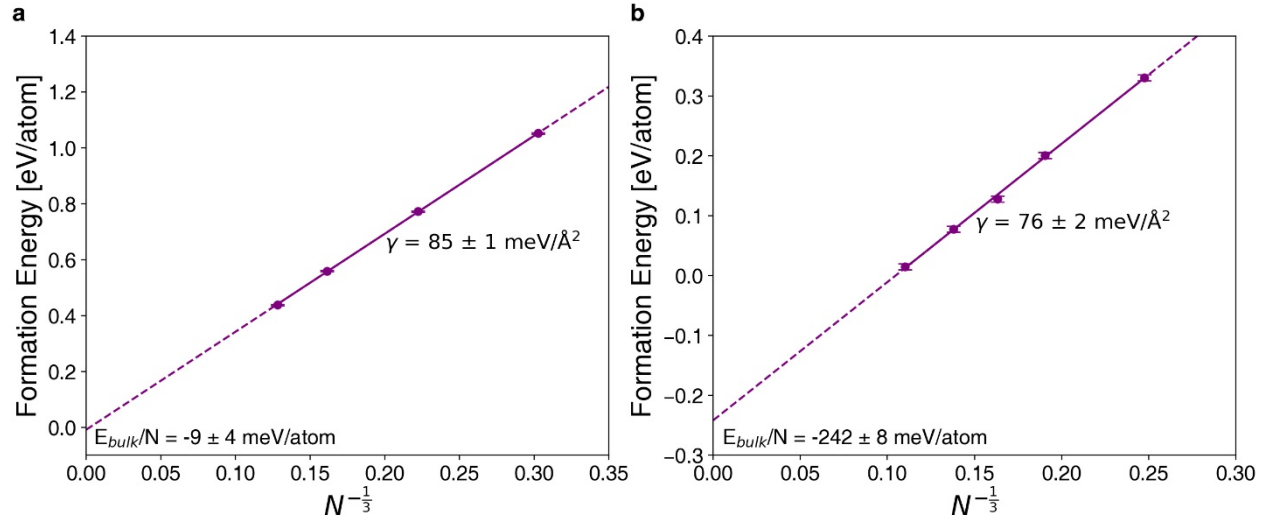 a
1.4
1.2
1.0
0.8
0.6
0.4
0.2
0.0
Formation Energy [eV/atom]
γ = 85 ± 1 meV/Å²
E_bulk/N = -9 ± 4 meV/atom
0.00 0.05 0.10 0.15 0.20 0.25 0.30 0.35
N^{-1/3}
b
0.4
0.3
0.2
0.1
0.0
−0.1
−0.2
−0.3
Formation Energy [eV/atom]
γ = 76 ± 2 meV/Å²
E_bulk/N = -242 ± 8 meV/atom
0.00 0.05 0.10 0.15 0.20 0.25 0.30
N^{-1/3}